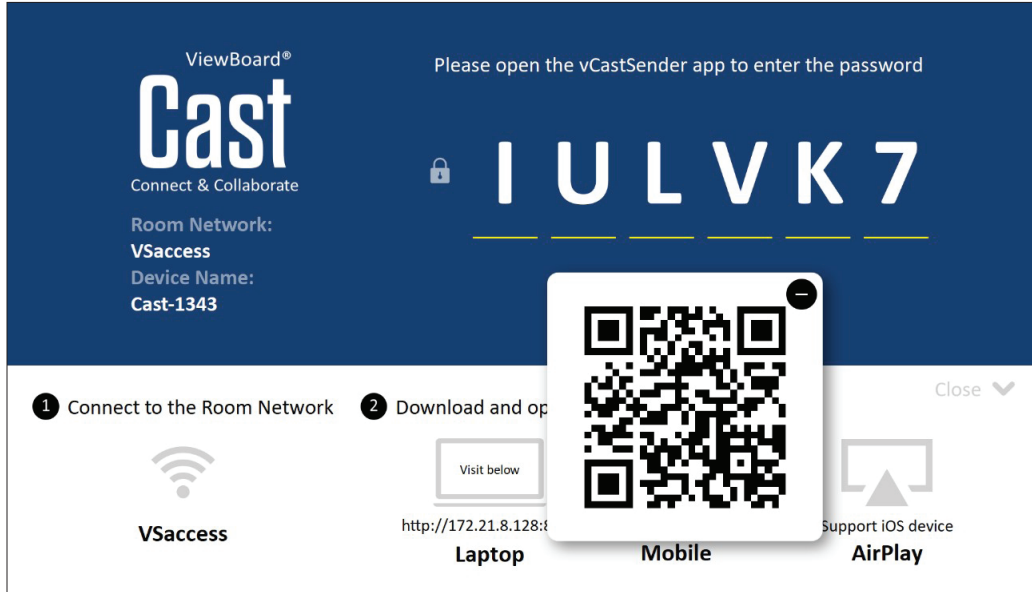 ViewBoard®
Cast
Connect & Collaborate
Room Network:
VSaccess
Device Name:
Cast-1343
Please open the vCastSender app to enter the password
I U L V K 7
Close
1 Connect to the Room Network
VSaccess
2 Download and op
Visit below
http://172.21.8.128:8
Laptop
Mobile
Support iOS device
AirPlay